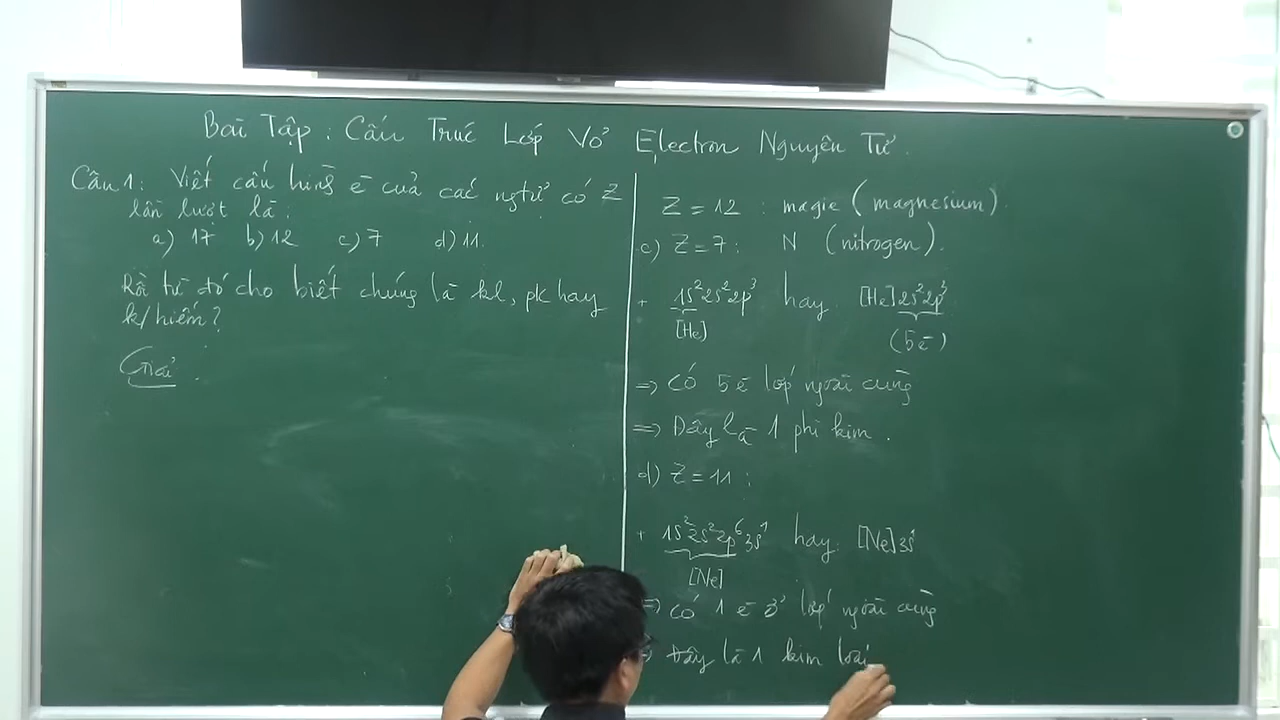 Bài Tập : Cấu Trúc Lớp Vỏ Electron Nguyên Tử.
Câu 1: Viết cấu hình e của các ngtử có Z
lần lượt là:
a) 17 b) 12 c) 7 d) 11.
Rồi từ đó cho biết chúng là kl, pk hay
k/hiếm?
Giải.
Z = 12 : magie (magnesium).
c) Z = 7 : N (nitrogen).
+ 1s²2s²2p³ hay [He]2s²2p³
[He] (5e)
=> Có 5e lớp ngoài cùng
=> Đây là 1 phi kim.
d) Z = 11 :
+ 1s²2s²2p⁶3s¹ hay [Ne]3s¹
[Ne]
=> có 1 e ở lớp ngoài cùng
=> Đây là 1 kim loại